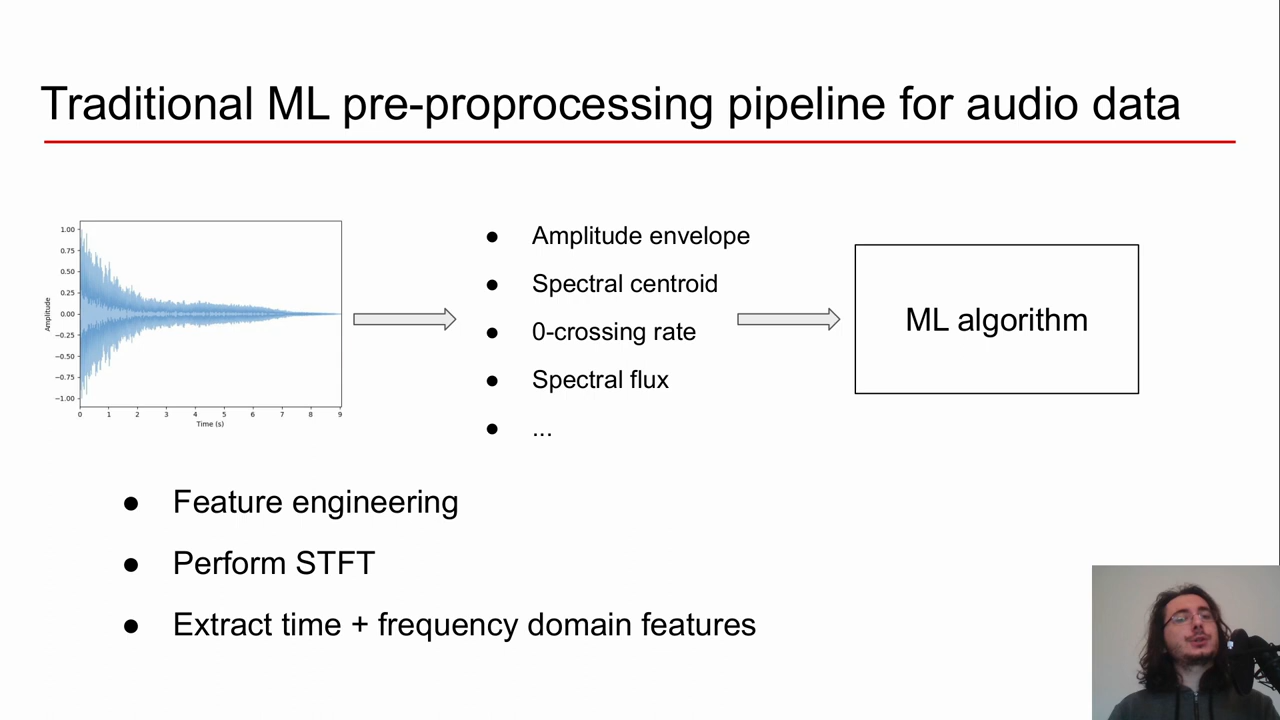 Traditional ML pre-proprocessing pipeline for audio data
1.00
0.75
0.50
0.25
0.00
−0.25
−0.50
−0.75
−1.00
Amplitude
0 1 2 3 4 5 6 7 8 9
Time (s)
● Amplitude envelope
● Spectral centroid
● 0-crossing rate
● Spectral flux
● ...
ML algorithm
● Feature engineering
● Perform STFT
● Extract time + frequency domain features